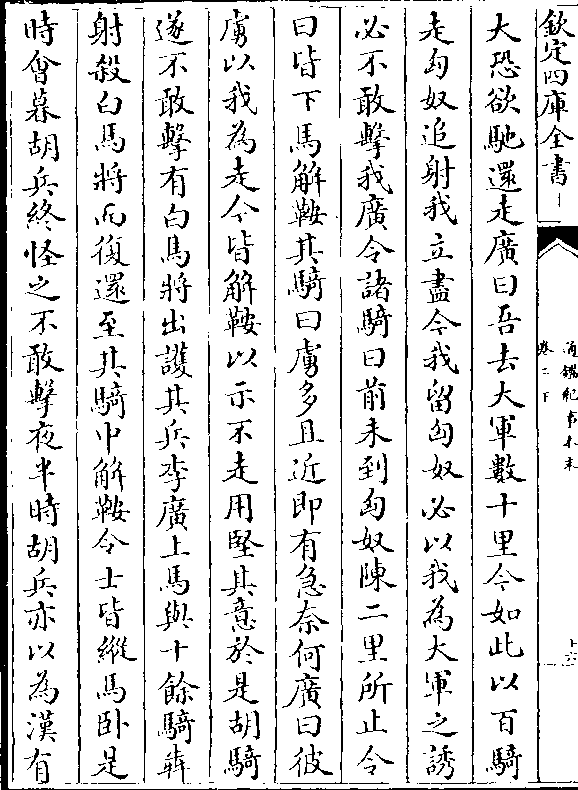 欽定四庫全書
通鑑紀事本末
卷二下
大恐欲馳還走廣曰吾去大軍數十里今如此以百騎
走匈奴追射我立盡今我留匈奴必以我為大軍之誘
必不敢擊我廣令諸騎曰前未到匈奴陳二里所止令
曰皆下馬解鞍其騎曰虜多且近即有急奈何廣曰彼
虜以我為走今皆解鞍以示不走用堅其意於是胡騎
遂不敢擊有白馬將出護其兵李廣上馬與十餘騎犇
射殺白馬將而復還至其騎中解鞍令士皆縱馬卧是
時會暮胡兵終怪之不敢擊夜半時胡兵亦以為漢有